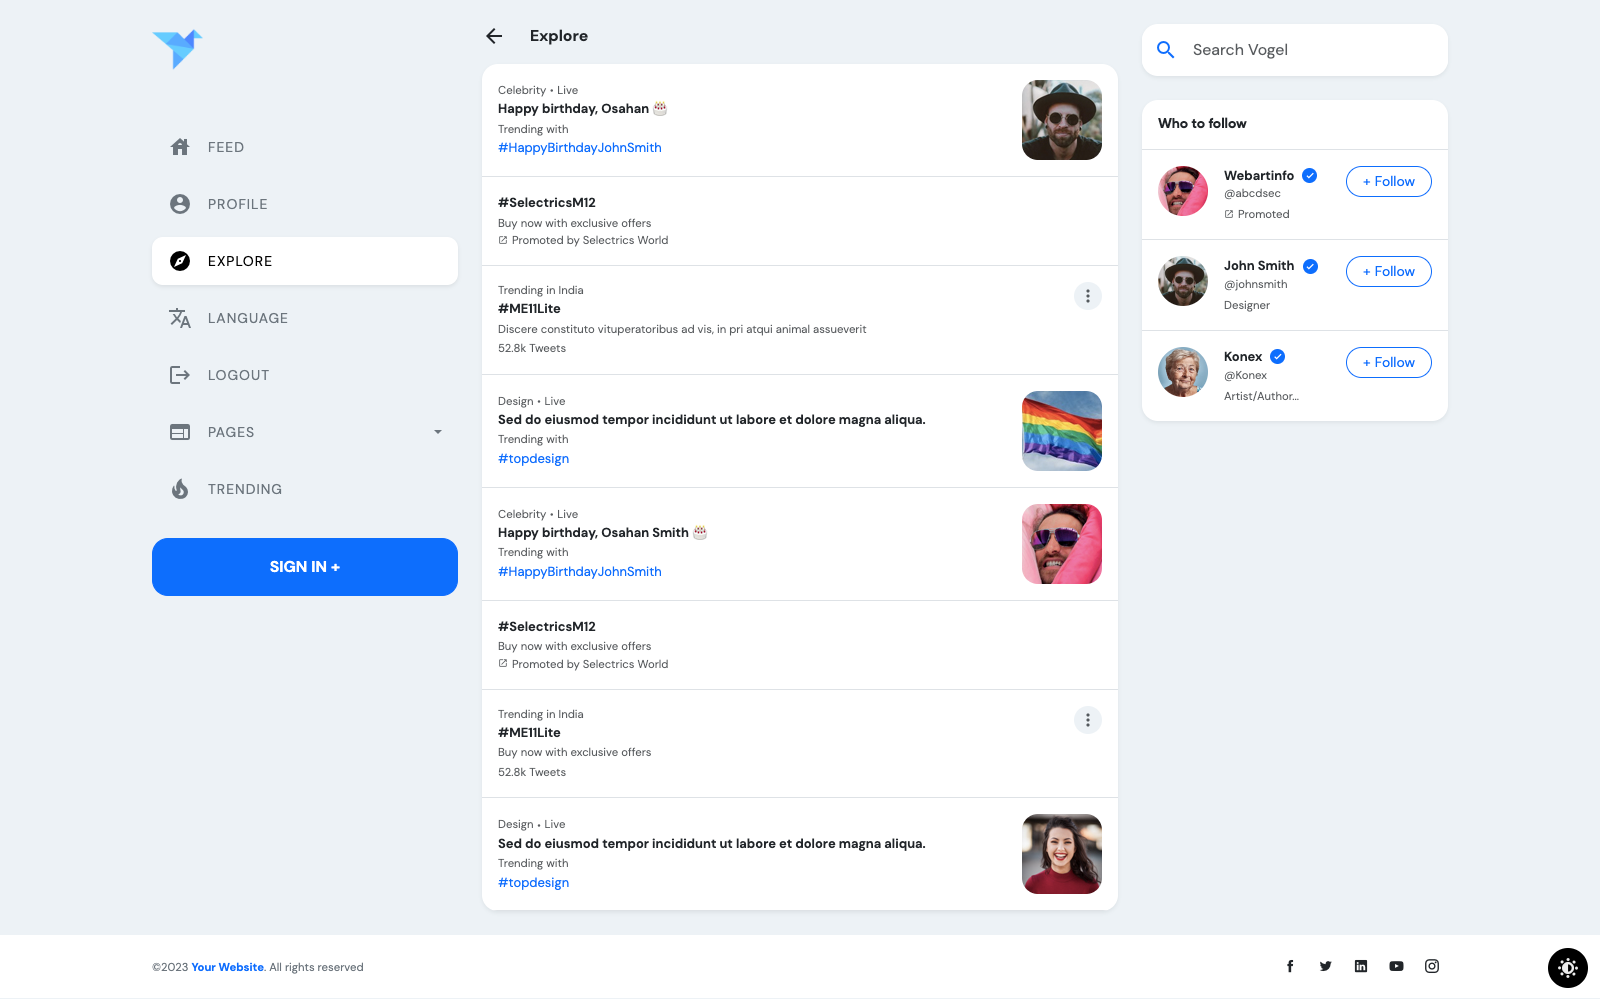 FEED
PROFILE
EXPLORE
LANGUAGE
LOGOUT
PAGES
TRENDING
SIGN IN +
Explore
Celebrity • Live
Happy birthday, Osahan 🎂
Trending with
#HappyBirthdayJohnSmith
#SelectricsM12
Buy now with exclusive offers
Promoted by Selectrics World
Trending in India
#ME11Lite
Discere constituto vituperatoribus ad vis, in pri atqui animal assueverit
52.8k Tweets
Design • Live
Sed do eiusmod tempor incididunt ut labore et dolore magna aliqua.
Trending with
#topdesign
Celebrity • Live
Happy birthday, Osahan Smith 🎂
Trending with
#HappyBirthdayJohnSmith
#SelectricsM12
Buy now with exclusive offers
Promoted by Selectrics World
Trending in India
#ME11Lite
Buy now with exclusive offers
52.8k Tweets
Design • Live
Sed do eiusmod tempor incididunt ut labore et dolore magna aliqua.
Trending with
#topdesign
Search Vogel
Who to follow
Webartinfo
@abcdsec
Promoted
+ Follow
John Smith
@johnsmith
Designer
+ Follow
Konex
@Konex
Artist/Author...
+ Follow
©2023 Your Website. All rights reserved